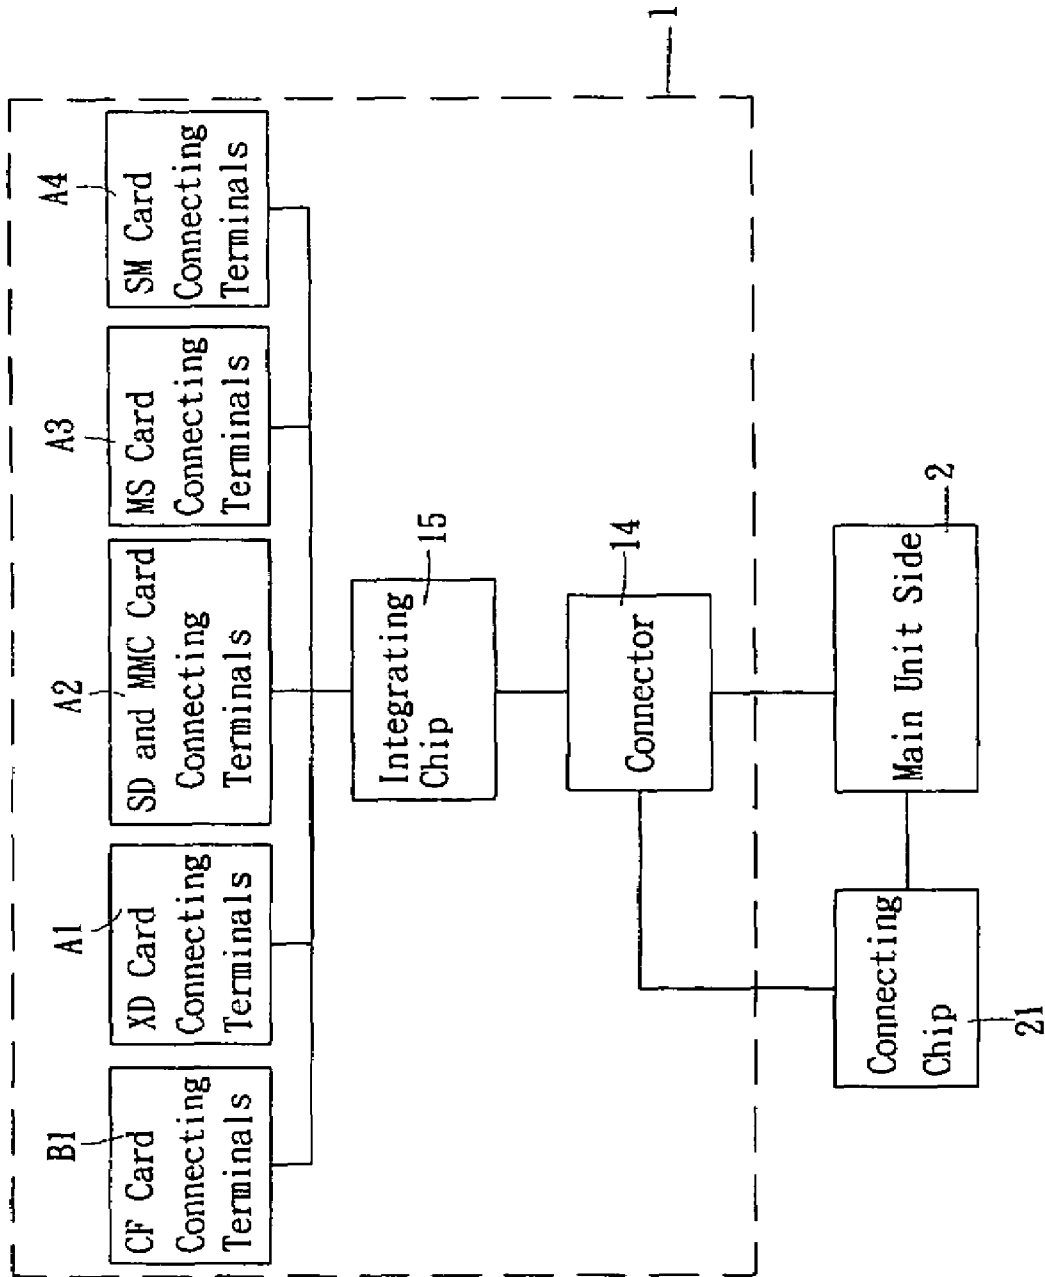 1
B1
A1
A2
A3
A4
CF Card
Connecting
Terminals
XD Card
Connecting
Terminals
SD and MMC Card
Connecting
Terminals
MS Card
Connecting
Terminals
SM Card
Connecting
Terminals
Integrating
Chip
15
Connector
14
Connecting
Chip
21
Main Unit Side
2